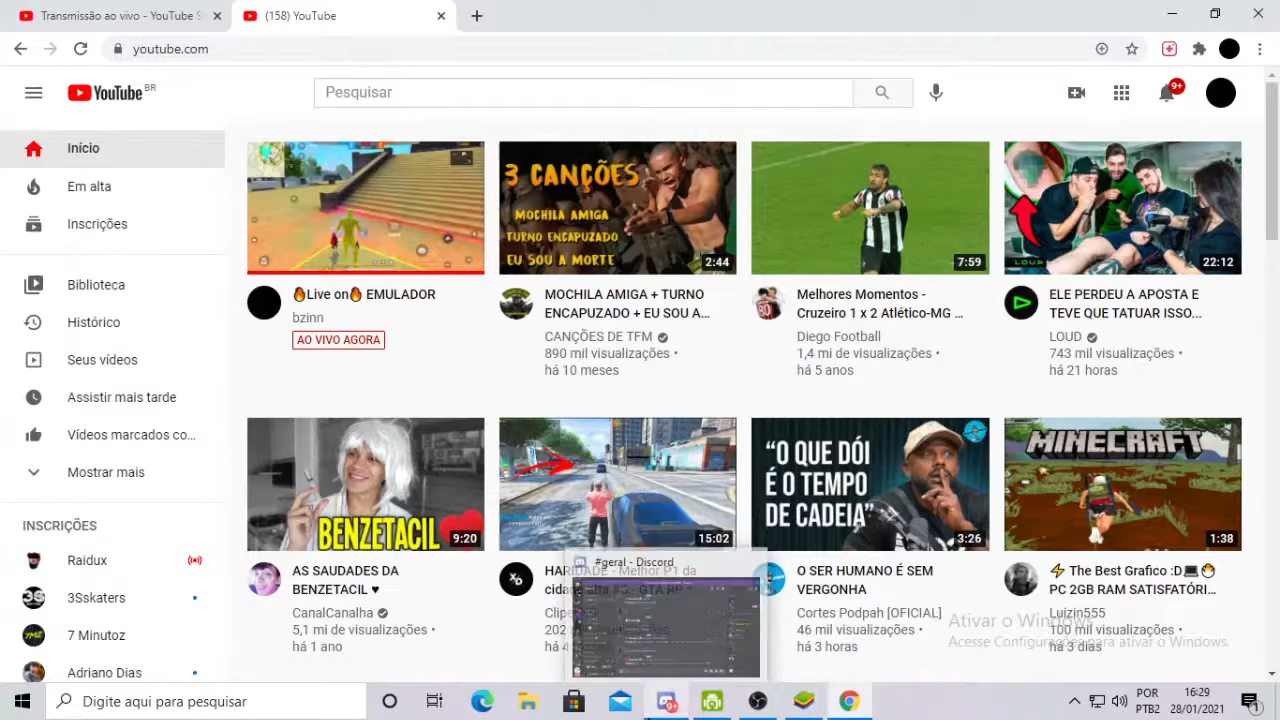 Transmissão ao vivo - YouTube S
(158) YouTube
youtube.com
YouTube BR
Pesquisar
9+
Início
Em alta
Inscrições
Biblioteca
Histórico
Seus vídeos
Assistir mais tarde
Vídeos marcados co...
Mostrar mais
INSCRIÇÕES
Raidux
3Sskaters
7 Minutoz
Adriano Dias
🔥Live on🔥 EMULADOR
bzinn
AO VIVO AGORA
3 CANÇÕES
MOCHILA AMIGA
TURNO ENCAPUZADO
EU SOU A MORTE
2:44
MOCHILA AMIGA + TURNO
ENCAPUZADO + EU SOU A...
CANÇÕES DE TFM
890 mil visualizações •
há 10 meses
7:59
Melhores Momentos -
Cruzeiro 1 x 2 Atlético-MG ...
Diego Football
1,4 mi de visualizações •
há 5 anos
LOUD
22:12
ELE PERDEU A APOSTA E
TEVE QUE TATUAR ISSO...
LOUD
743 mil visualizações •
há 21 horas
BENZETACIL
9:20
AS SAUDADES DA
BENZETACIL ♥
CanalCanalha
5,1 mi de visualizações •
há 1 ano
15:02
#geral - Discord
HARIDADE - Melhor P1 da
"O QUE DÓI
É O TEMPO
DE CADEIA"
3:26
O SER HUMANO É SEM
VERGONHA
Cortes Podpah [OFICIAL]
46 mil visualizações •
há 3 horas
MINECRAFT
1:38
⚡ The Best Grafico :D
PC 2GB RAM SATISFATÓRI...
Luizin555
visualizações •
há 3 dias
Ativar o Windows
Acesse Configurações para ativar o Windows.
Digite aqui para pesquisar
9+
POR
PTB2
16:29
28/01/2021
1